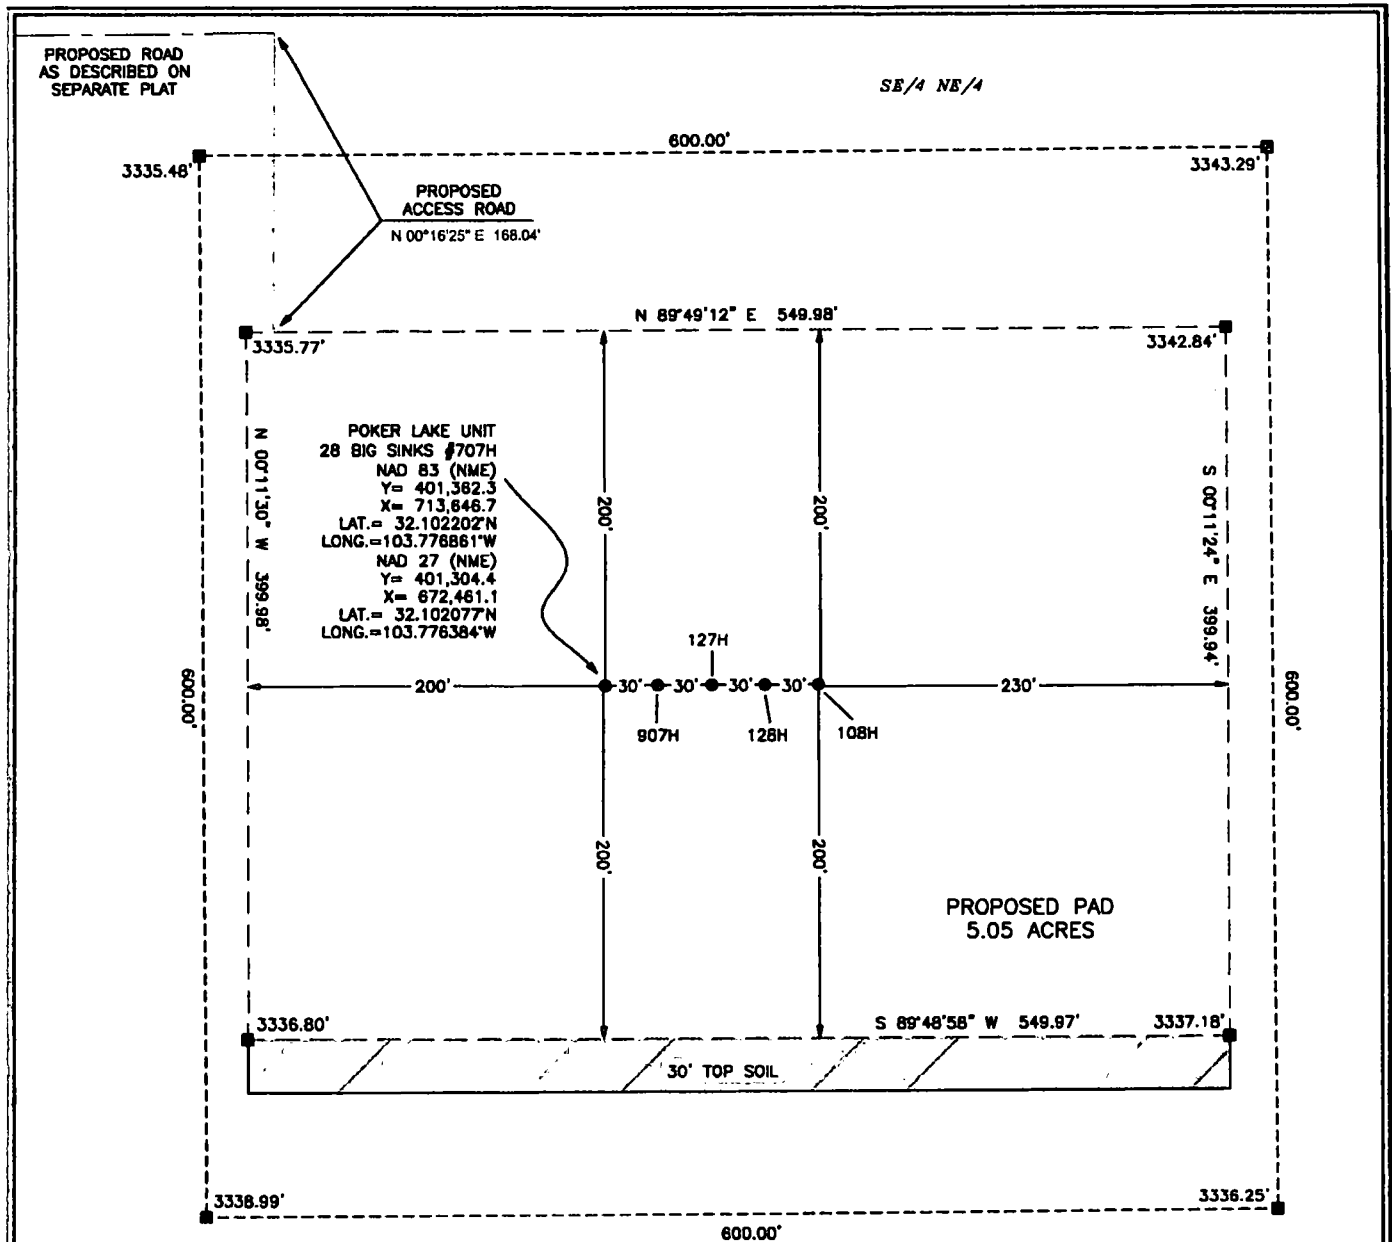 PROPOSED ROAD
AS DESCRIBED ON
SEPARATE PLAT
SE/4 NE/4
600.00'
3335.48'
3343.29'
PROPOSED
ACCESS ROAD
N 00°16'25" E 168.04'
N 89°49'12" E 549.98'
3335.77'
3342.84'
POKER LAKE UNIT
28 BIG SINKS #707H
NAD 83 (NME)
Y= 401,362.3
X= 713,646.7
LAT.= 32.102202°N
LONG.=103.776861°W
NAD 27 (NME)
Y= 401,304.4
X= 672,461.1
LAT.= 32.102077°N
LONG.=103.776384°W
N 00°11'30" W 399.98'
S 00°11'24" E 399.94'
200'
200'
127H
600.00'
200'
30'
30'
30'
30'
230'
600.00'
907H
128H
108H
200'
200'
PROPOSED PAD
5.05 ACRES
3336.80'
S 89°48'58" W 549.97'
3337.18'
30' TOP SOIL
3338.99'
3336.25'
600.00'